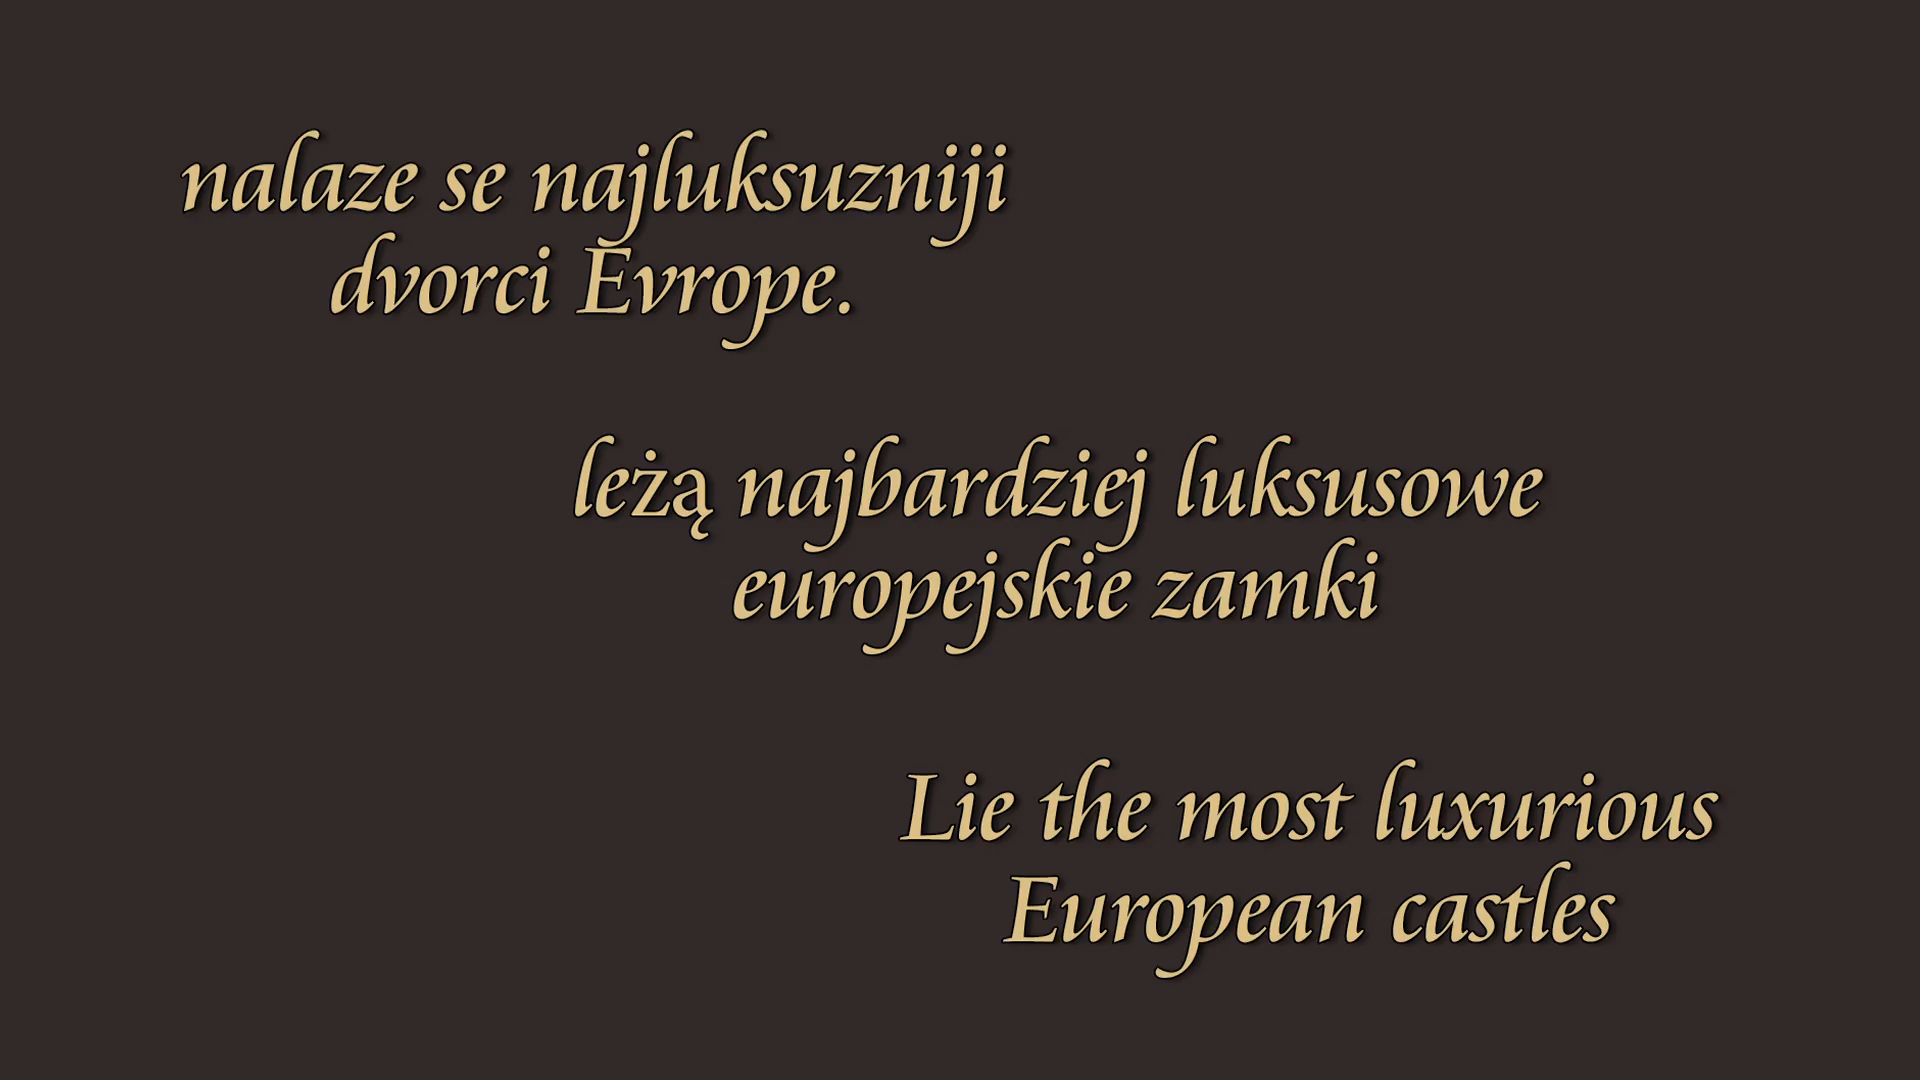 nalaze se najluksuzniji
dvorci Evrope.
leżą najbardziej luksusowe
europejskie zamki
Lie the most luxurious
European castles